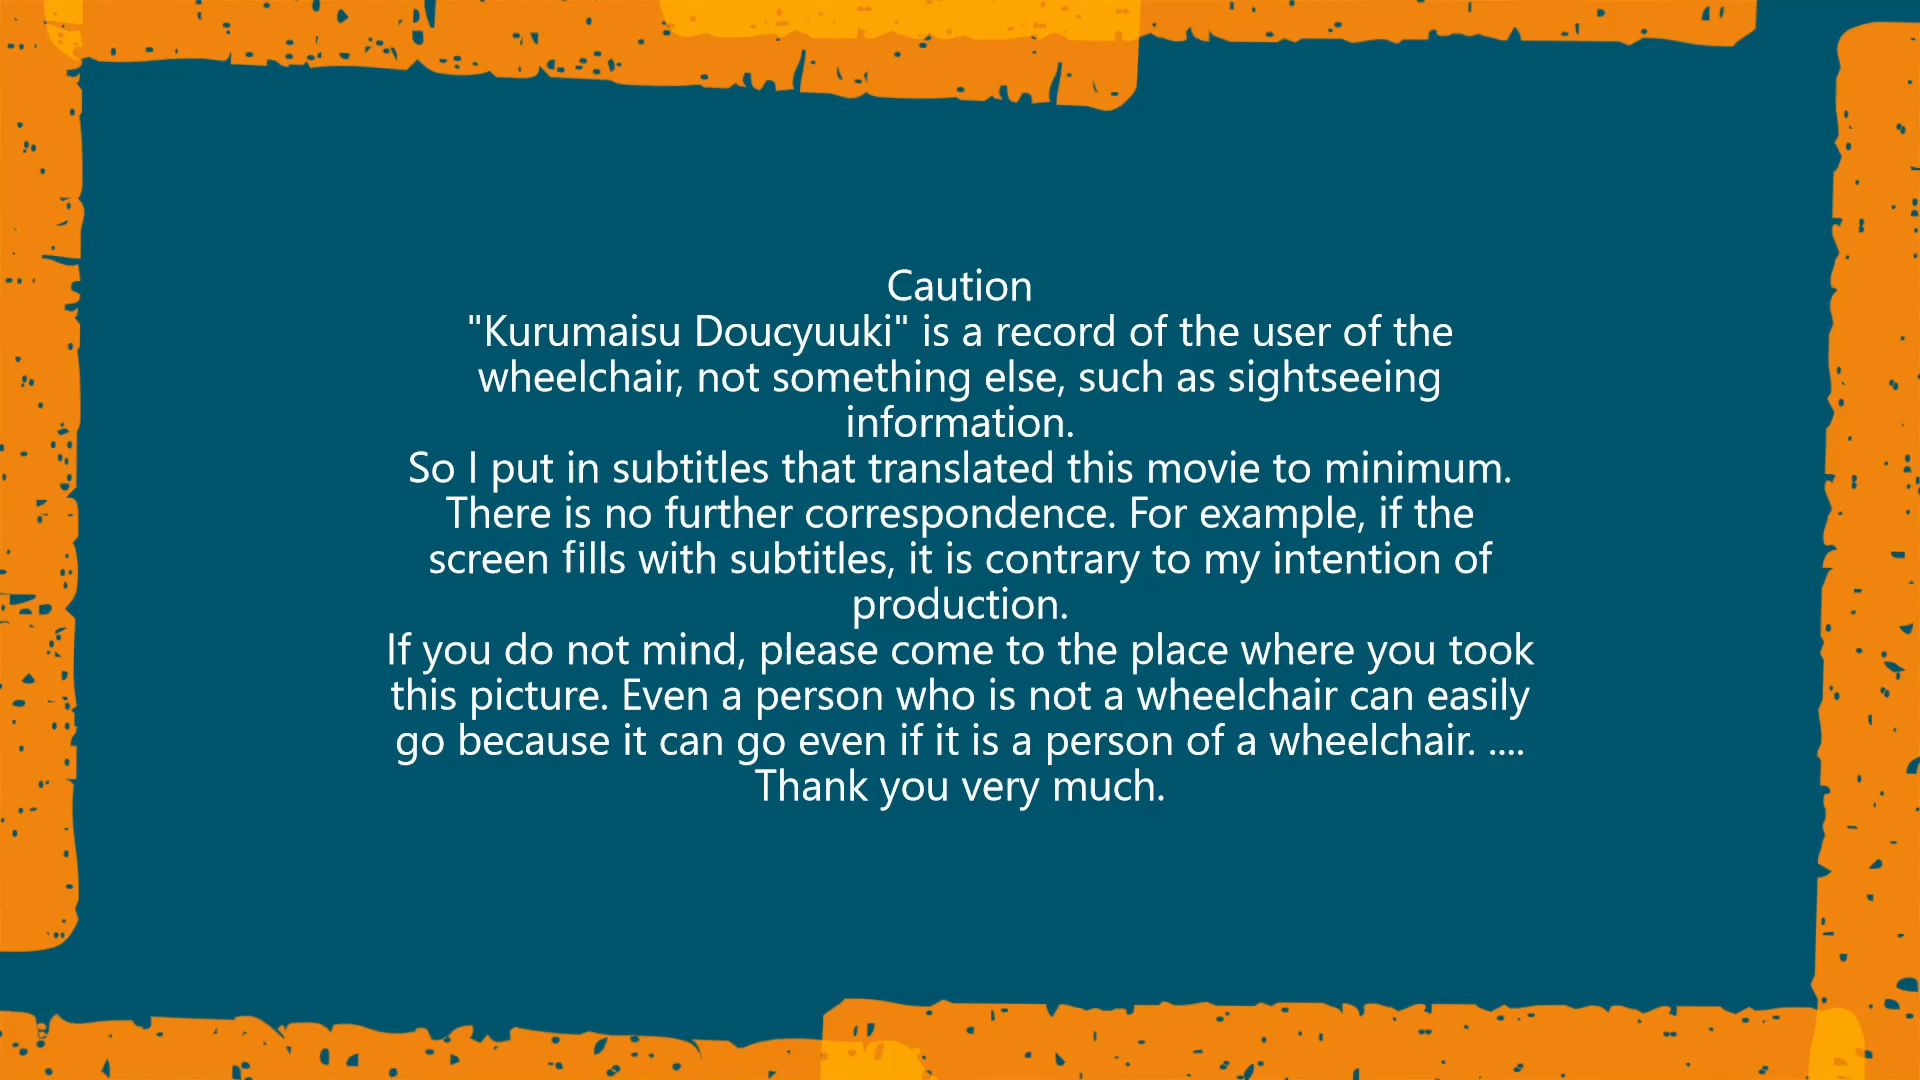 Caution
"Kurumaisu Doucyuuki" is a record of the user of the
wheelchair, not something else, such as sightseeing
information.
So I put in subtitles that translated this movie to minimum.
There is no further correspondence. For example, if the
screen fills with subtitles, it is contrary to my intention of
production.
If you do not mind, please come to the place where you took
this picture. Even a person who is not a wheelchair can easily
go because it can go even if it is a person of a wheelchair. ....
Thank you very much.